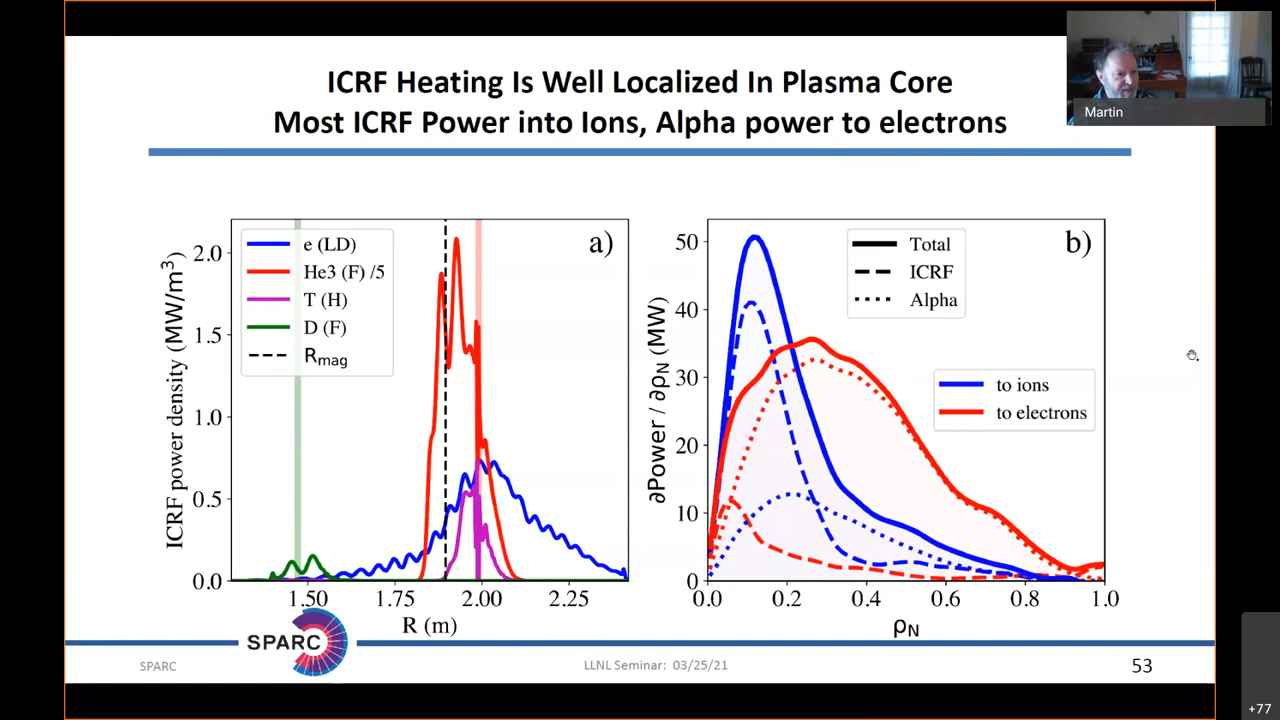 ICRF Heating Is Well Localized In Plasma Core
Most ICRF Power into Ions, Alpha power to electrons
Martin
ICRF power density (MW/m³)
2.0
1.5
1.0
0.5
0.0
e (LD)
He3 (F) /5
T (H)
D (F)
Rmag
a)
1.50
1.75
2.00
2.25
R (m)
∂Power / ∂ρN (MW)
50
40
30
20
10
0
Total
ICRF
Alpha
b)
to ions
to electrons
0.0
0.2
0.4
0.6
0.8
1.0
ρN
SPARC
SPARC
LLNL Seminar: 03/25/21
53
+77